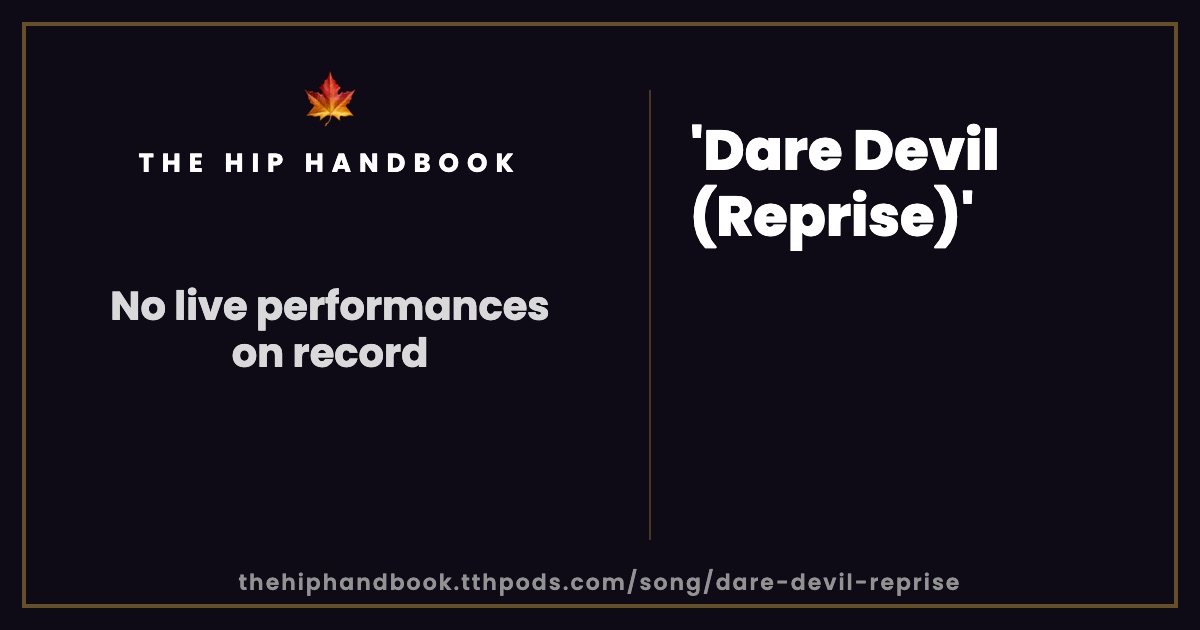 THE HIP HANDBOOK
No live performances
on record
'Dare Devil
(Reprise)'
thehiphandbook.tthpods.com/song/dare-devil-reprise